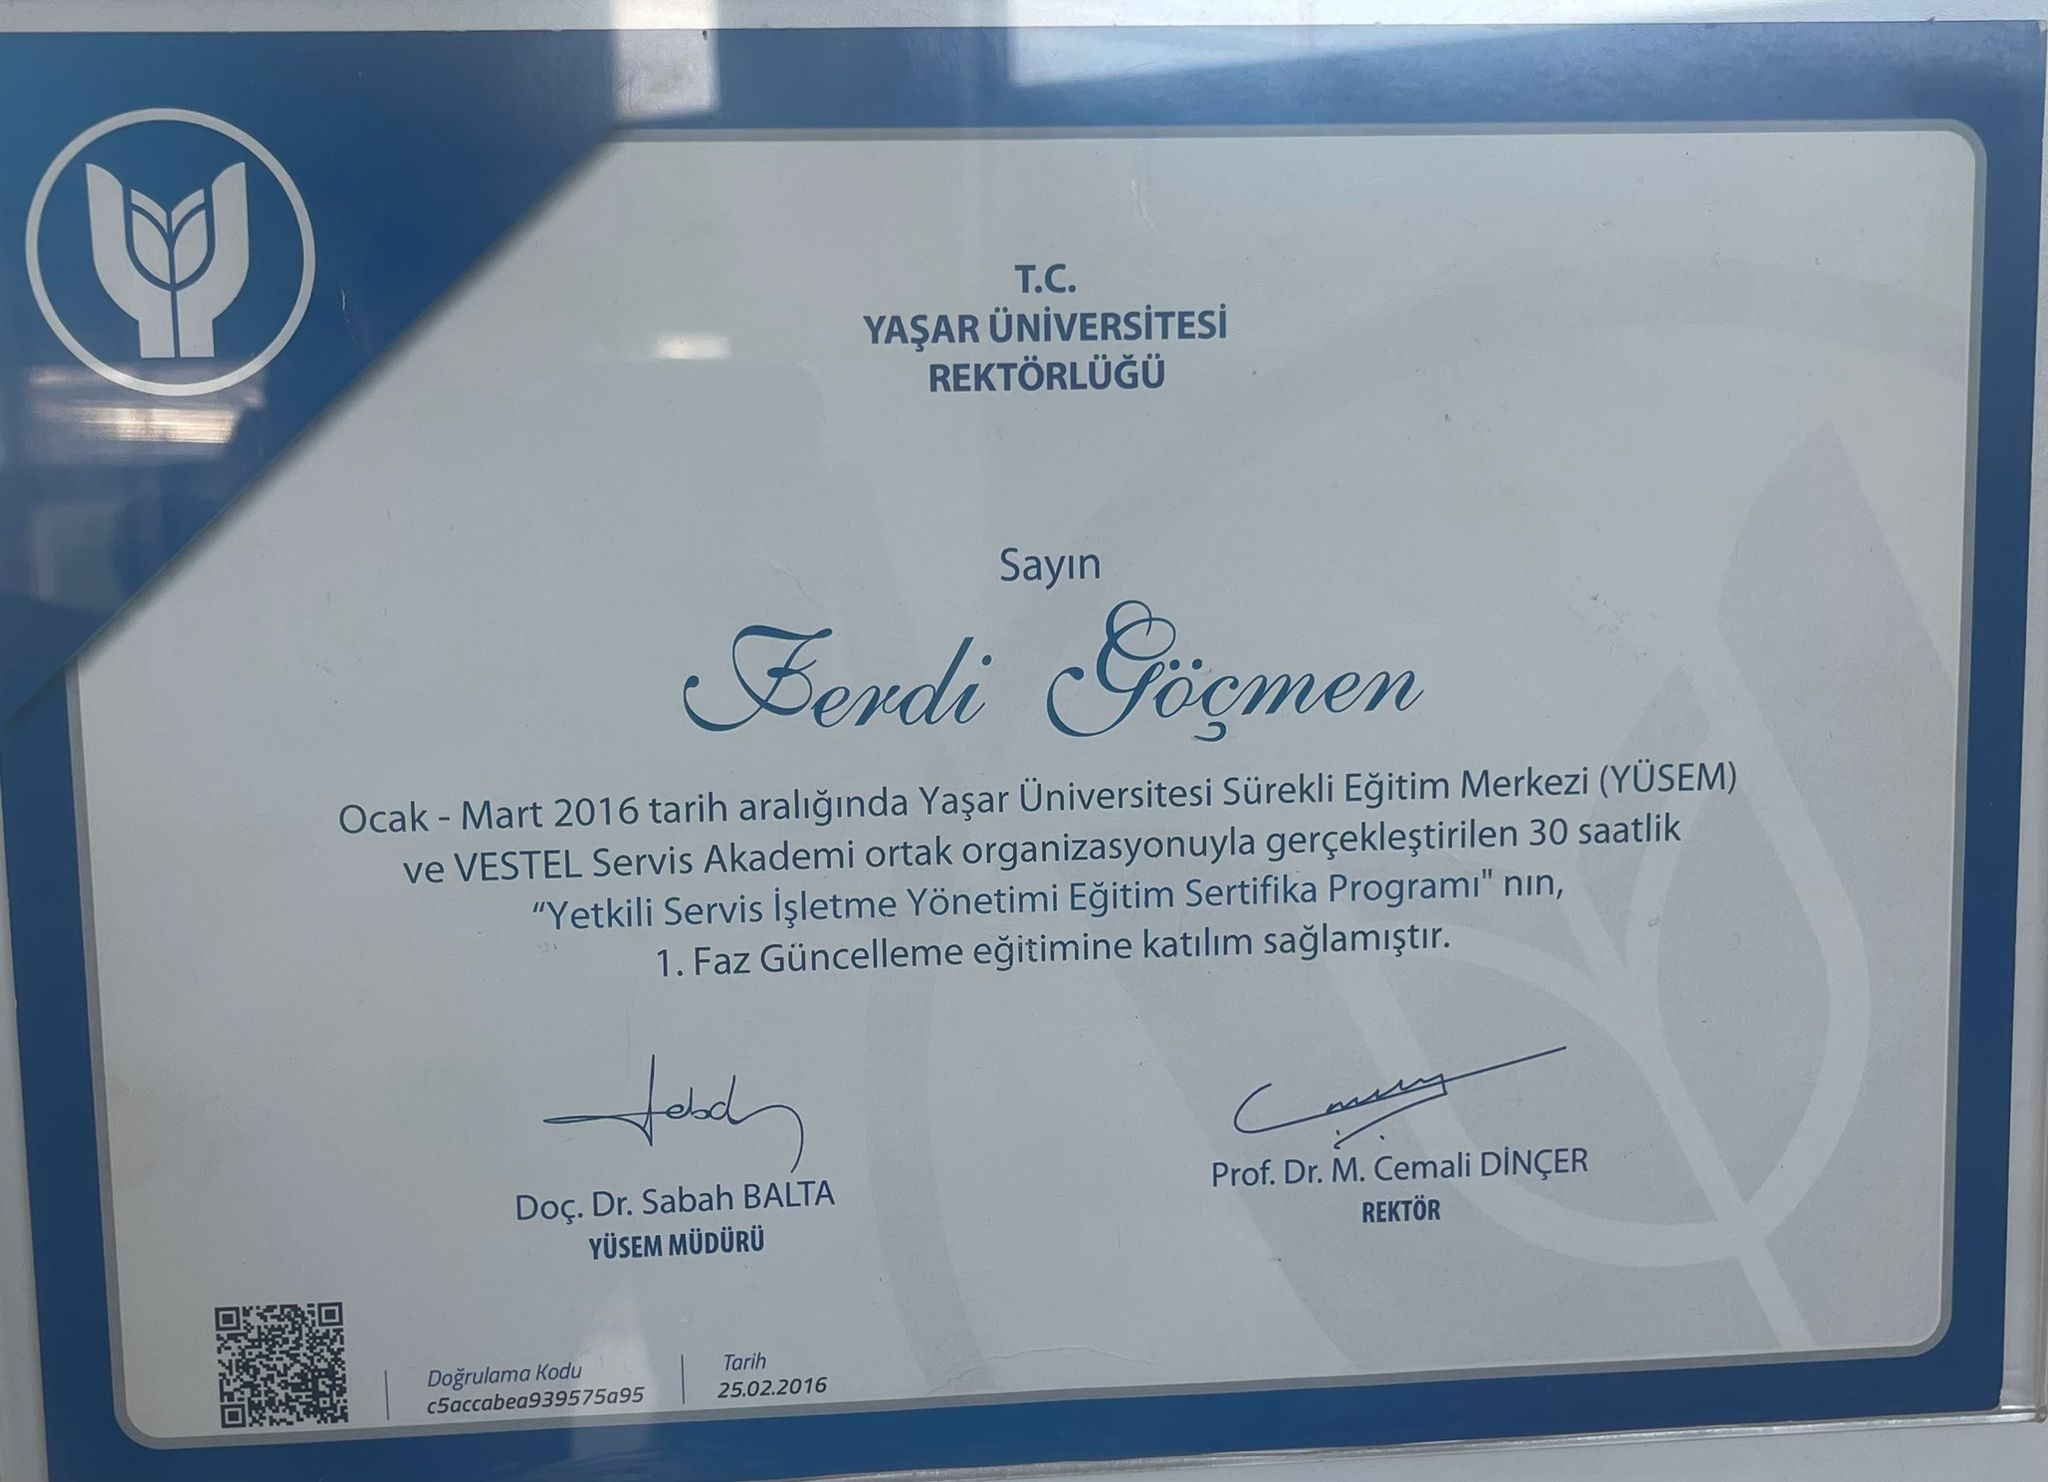 T.C.
YAŞAR ÜNİVERSİTESİ
REKTÖRLÜĞÜ
Sayın
Ferdi Göçmen
Ocak - Mart 2016 tarih aralığında Yaşar Üniversitesi Sürekli Eğitim Merkezi (YÜSEM)
ve VESTEL Servis Akademi ortak organizasyonuyla gerçekleştirilen 30 saatlik
“Yetkili Servis İşletme Yönetimi Eğitim Sertifika Programı" nın,
1. Faz Güncelleme eğitimine katılım sağlamıştır.
Doç. Dr. Sabah BALTA
YÜSEM MÜDÜRÜ
Prof. Dr. M. Cemali DİNÇER
REKTÖR
Doğrulama Kodu
c5accabea939575a95
Tarih
25.02.2016